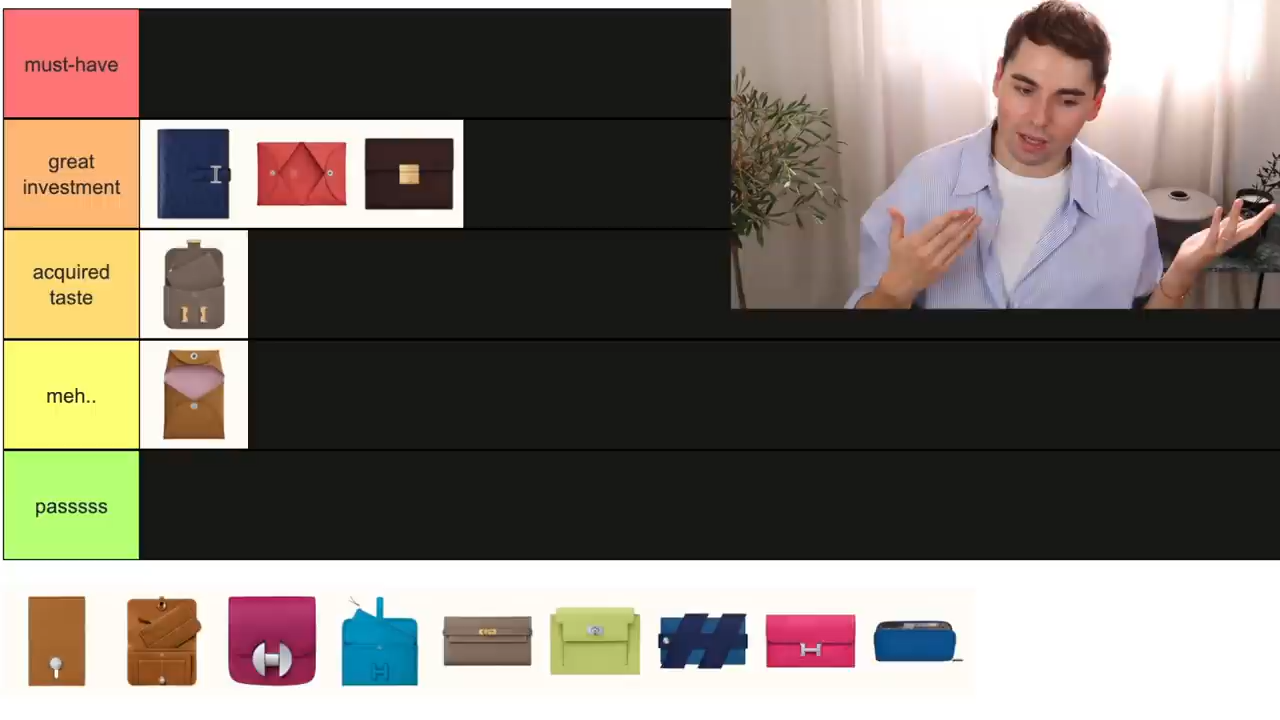 must-have
great
investment
acquired
taste
meh..
passsss